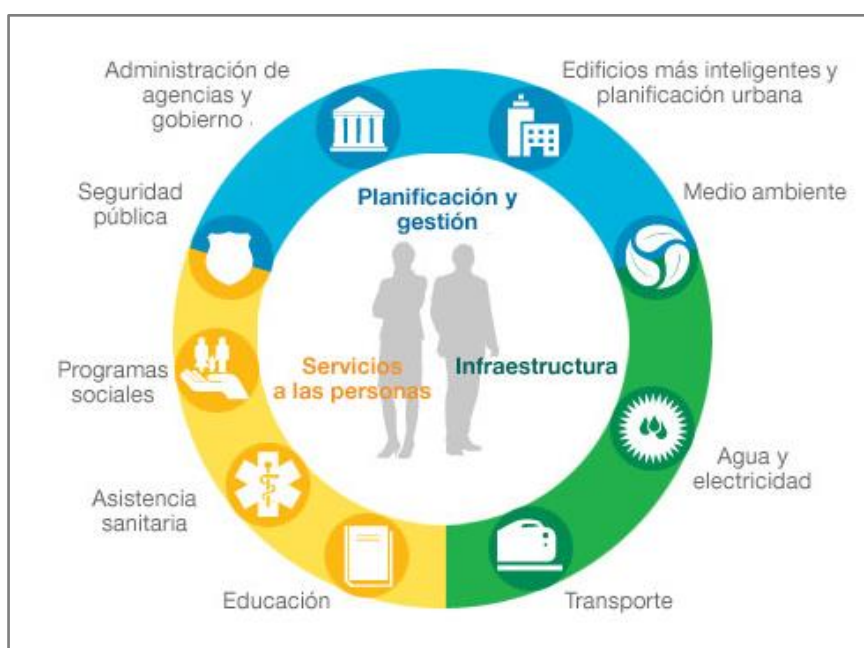 Administración de
agencias y
gobierno .
Edificios más inteligentes y
planificación urbana
Seguridad
pública
Planificación y
gestión
Medio ambiente
Programas
sociales
Servicios
a las personas
Infraestructura
Agua y
electricidad
Asistencia
sanitaria
Educación
Transporte